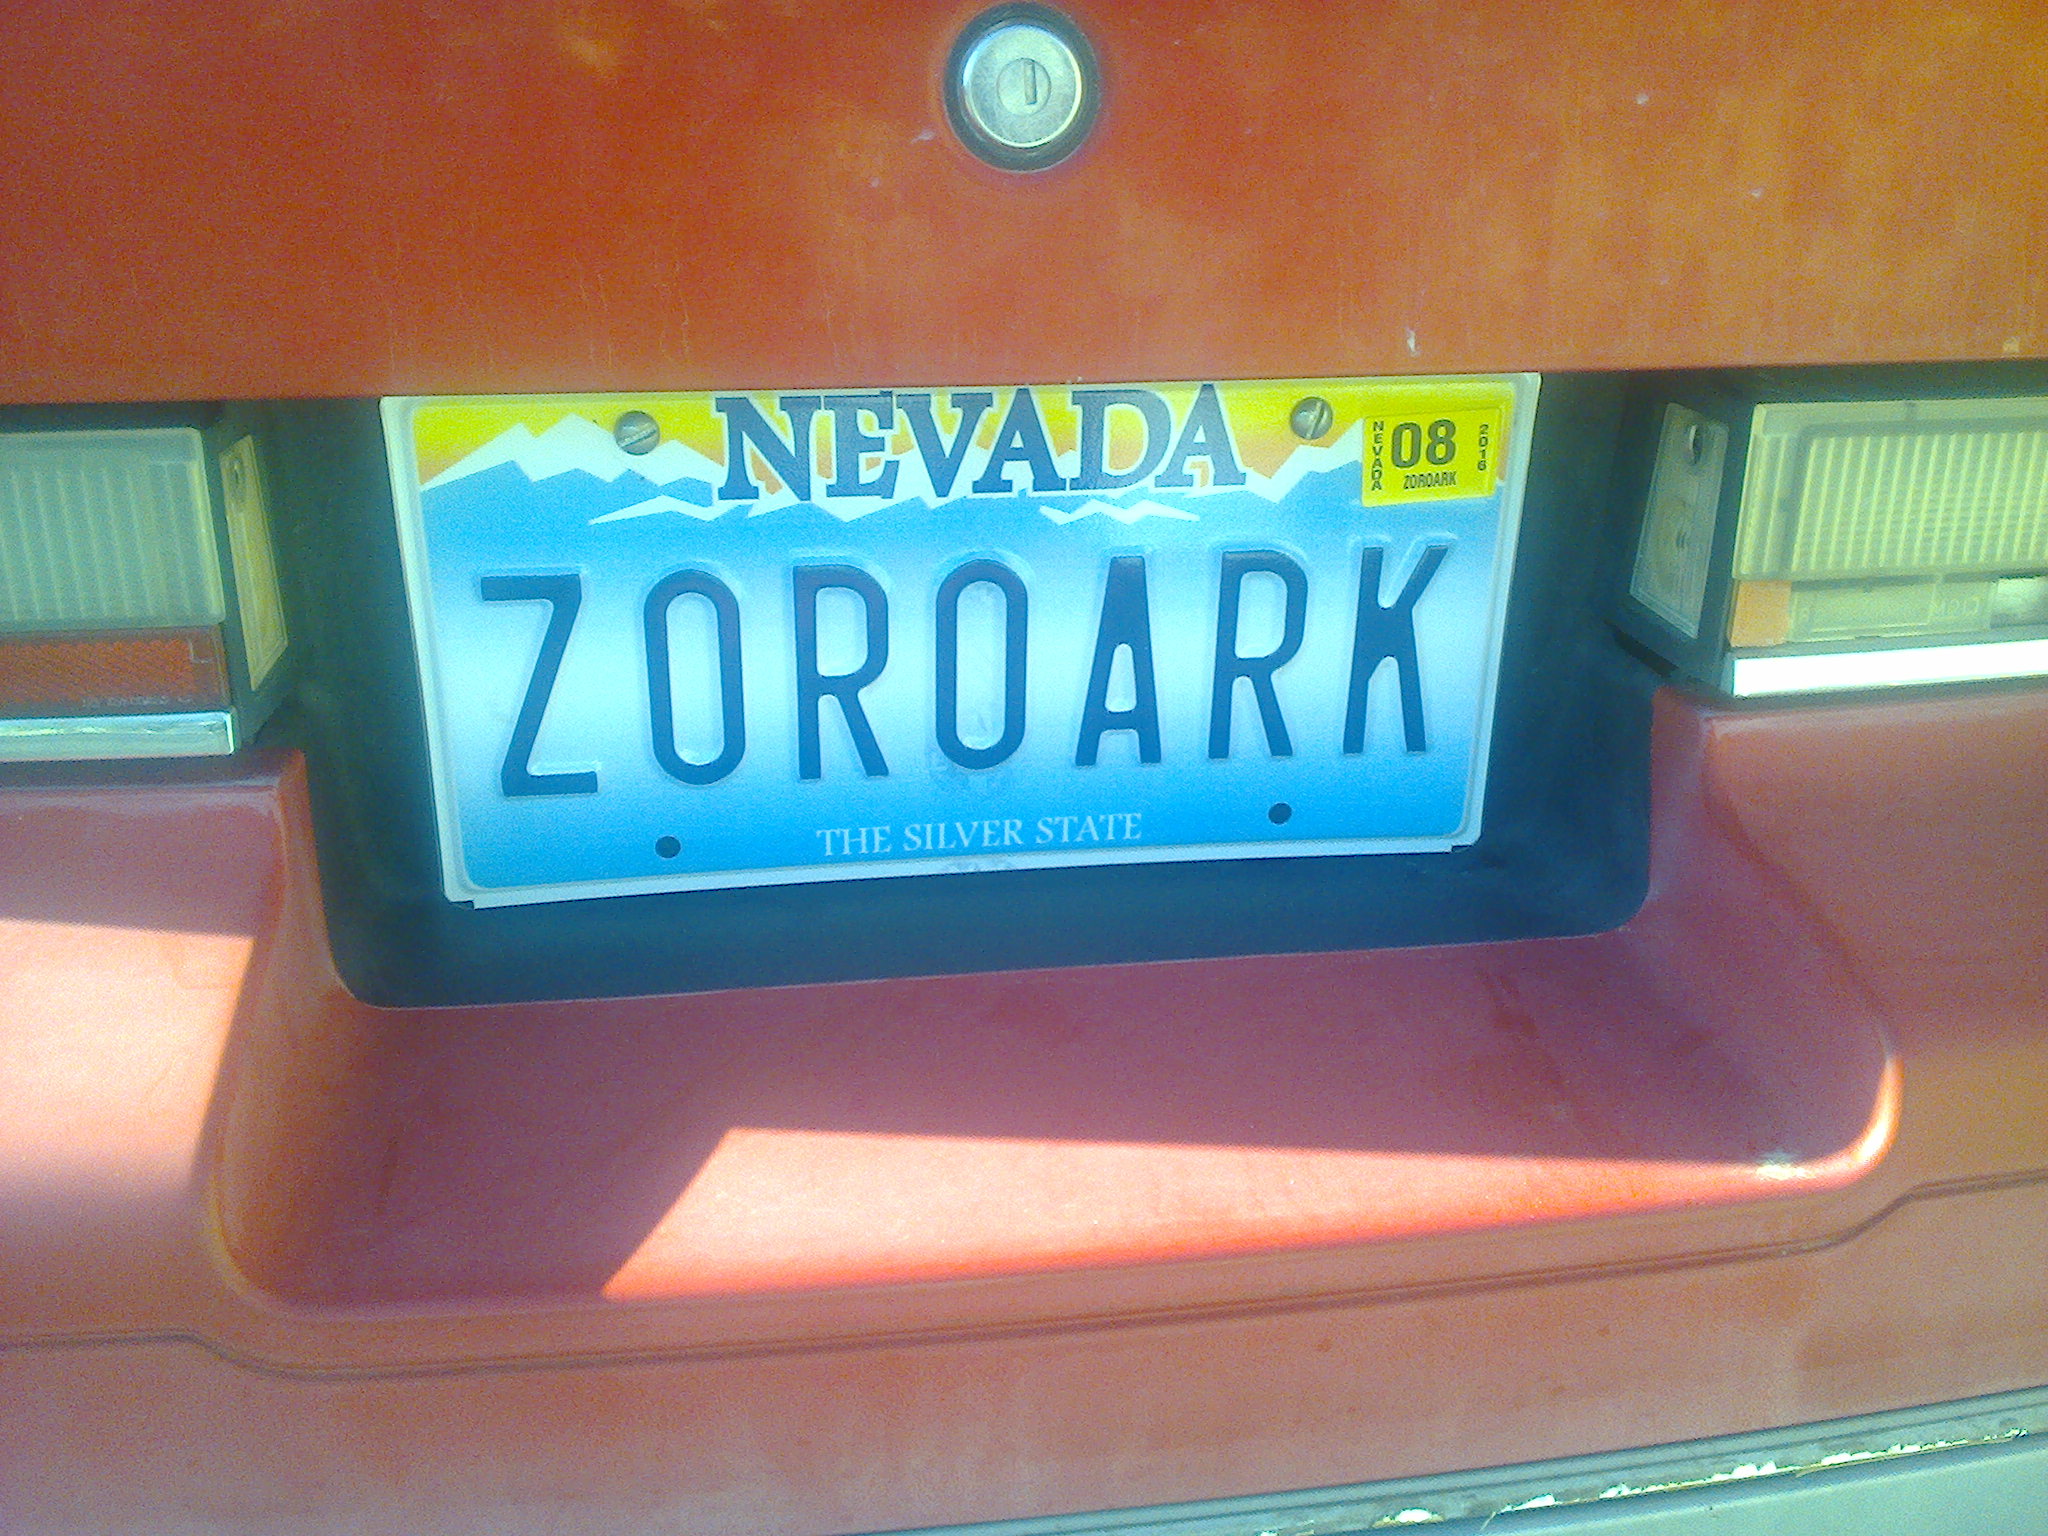 NEVADA
NEVADA
08
2016
ZOROARK
ZOROARK
THE SILVER STATE